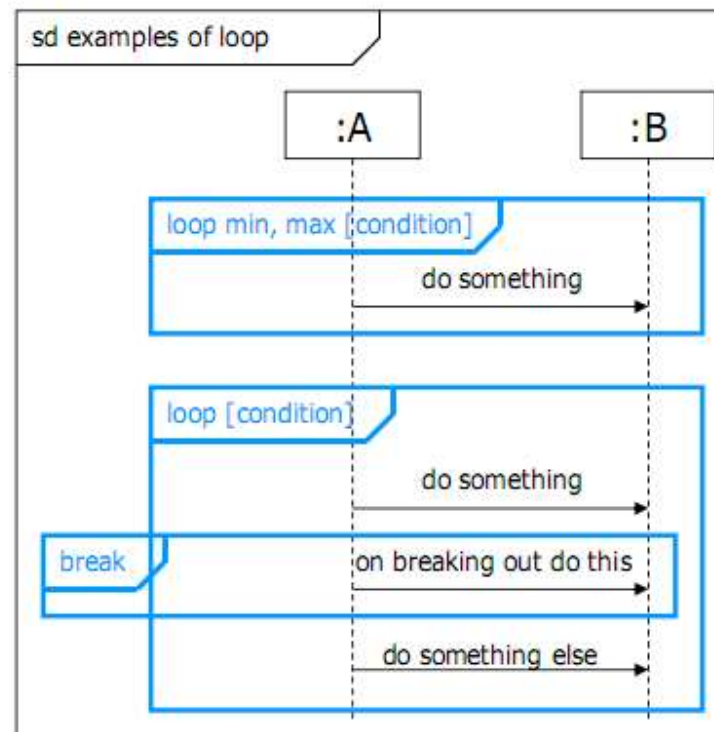 sd examples of loop
:A
:B
loop min, max [condition]
do something
loop [condition]
do something
break
on breaking out do this
do something else